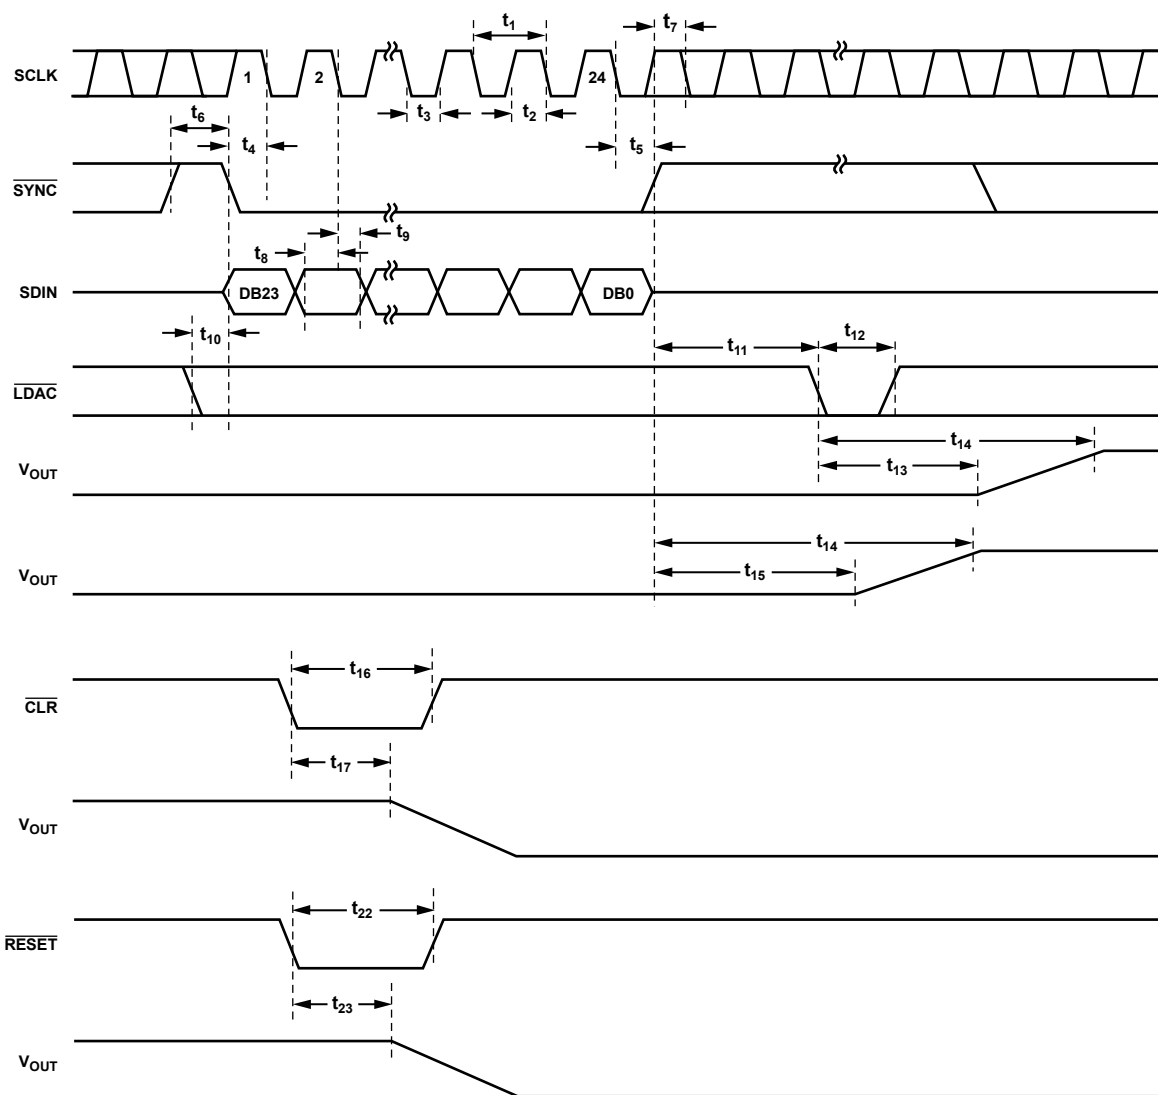 t1
t7
SCLK
1
2
24
t3
t2
t6
t4
t5
SYNC
t9
t8
SDIN
DB23
DB0
t10
t11
t12
LDAC
t14
VOUT
t13
t14
VOUT
t15
t16
CLR
t17
VOUT
t22
RESET
t23
VOUT